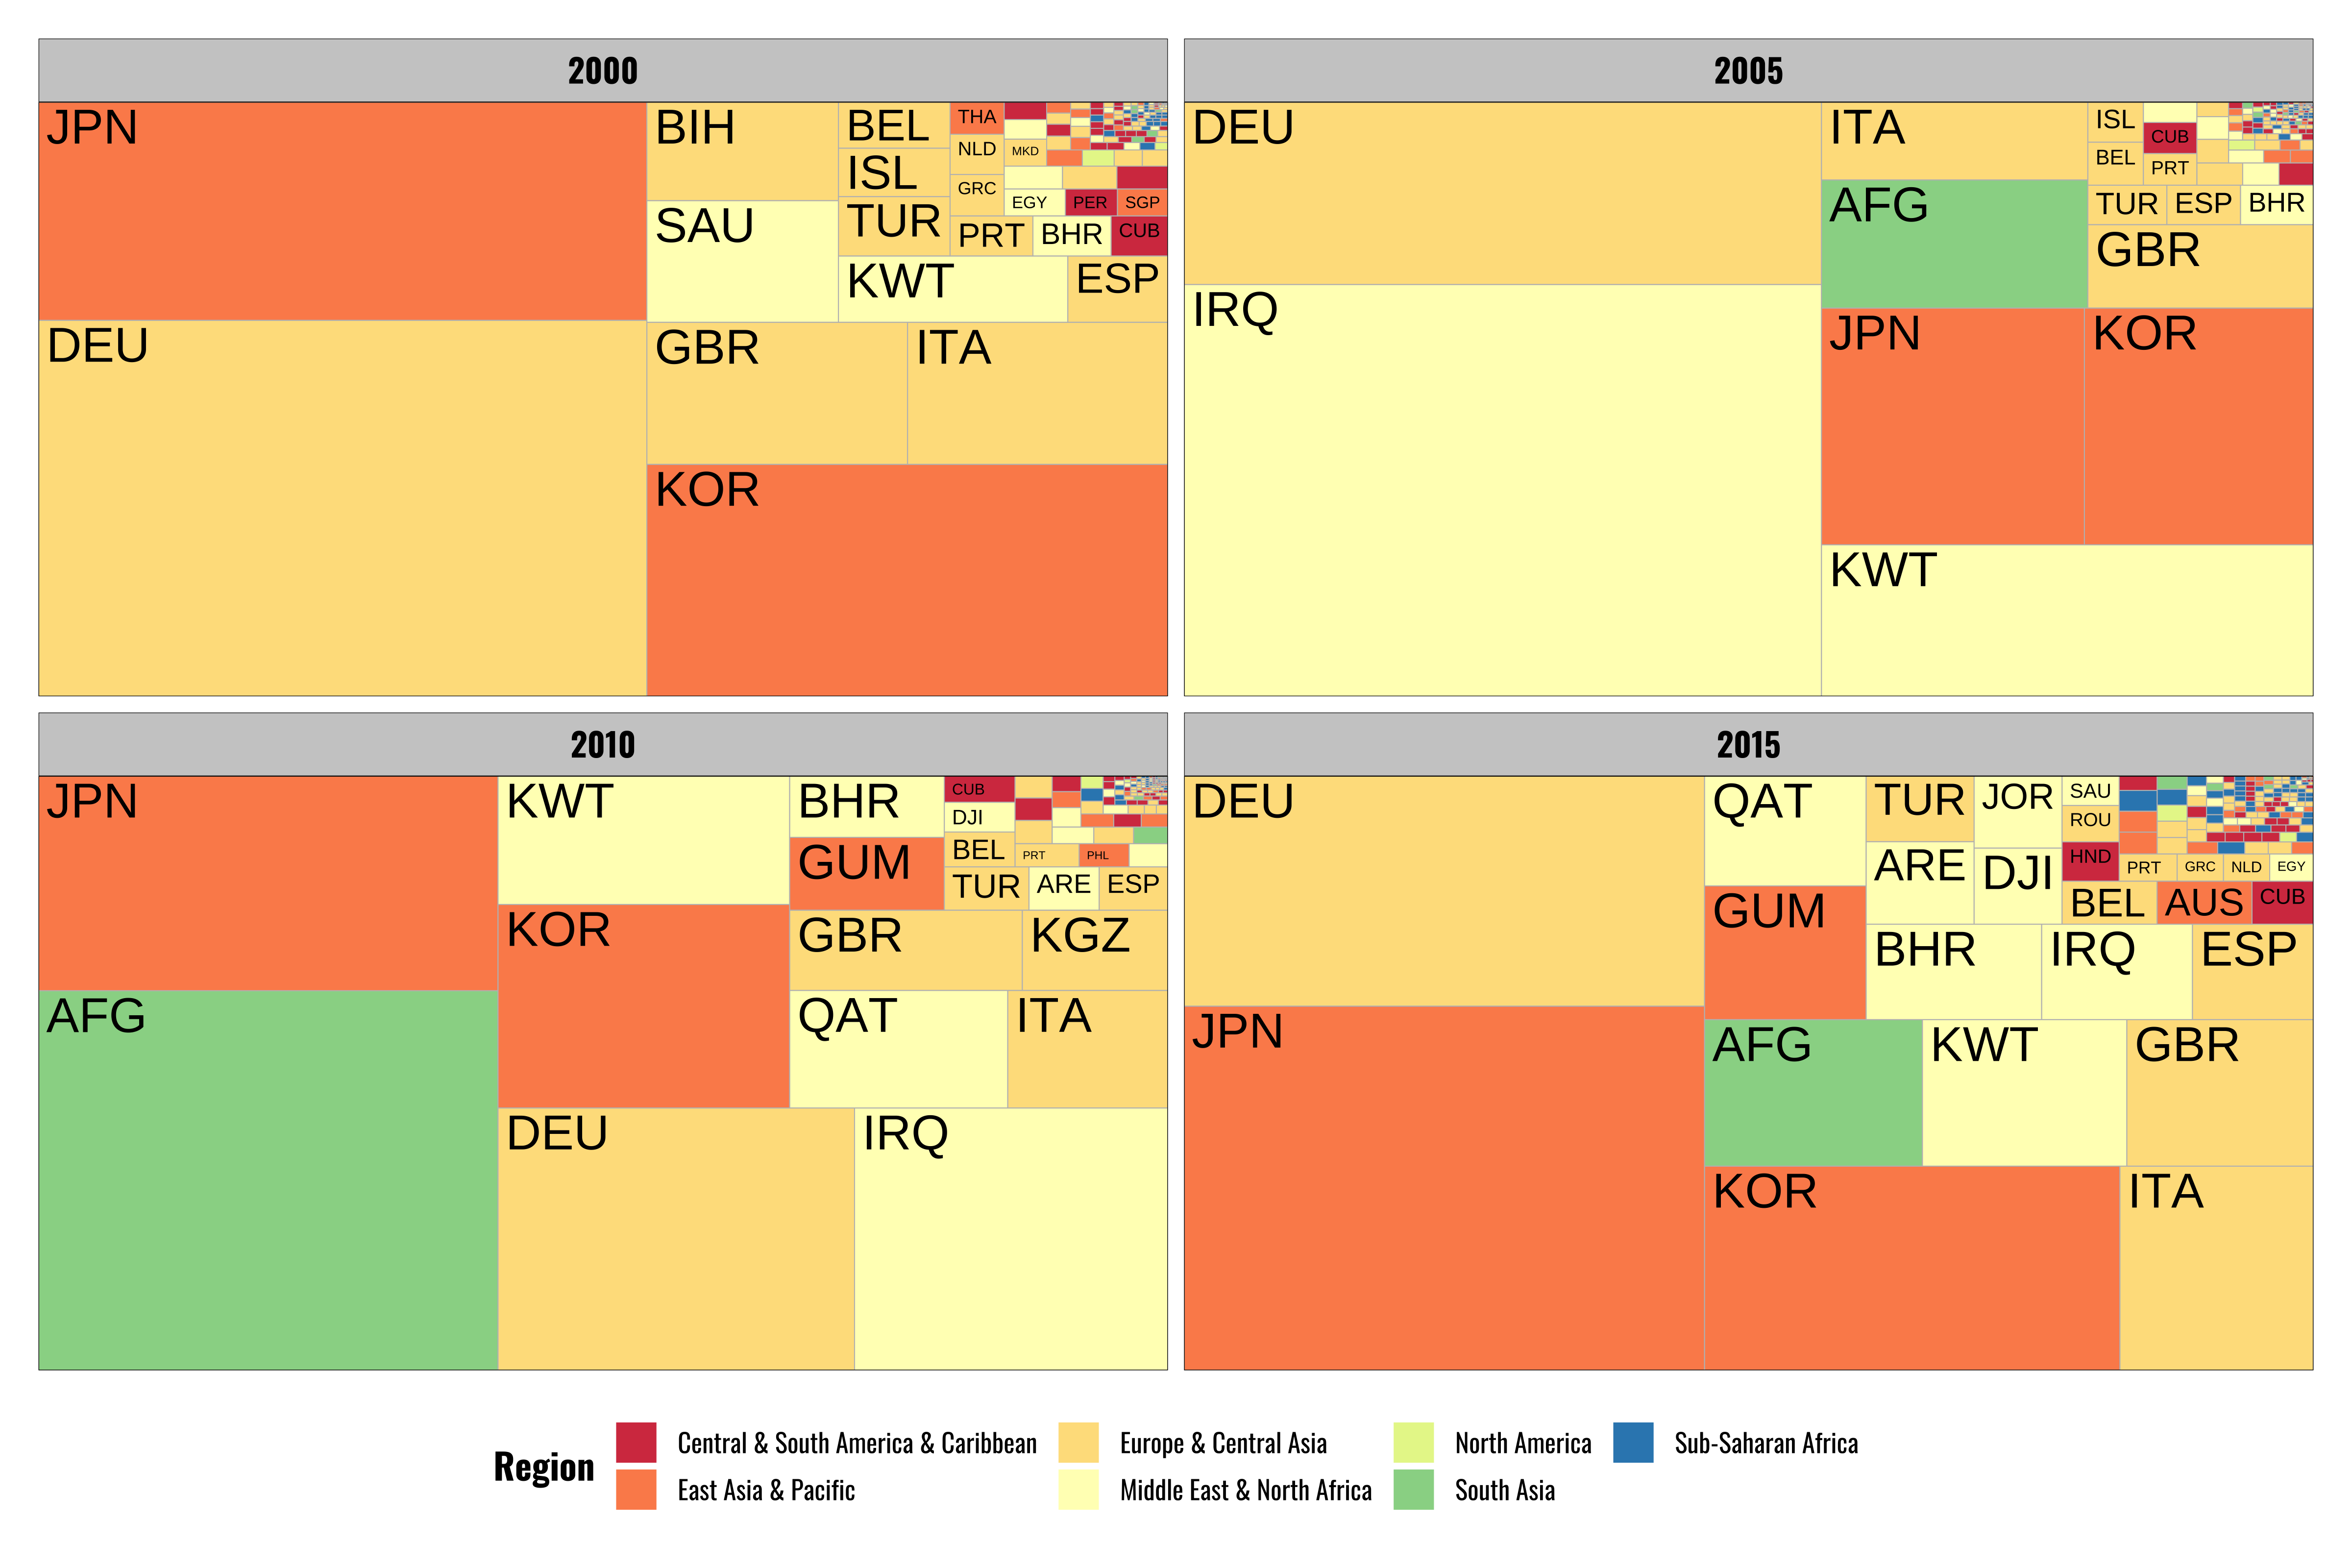 2000
JPN
BIH
BEL
THA
NLD
MKD
ISL
SAU
GRC
EGY
PER
SGP
TUR
PRT
BHR
CUB
KWT
ESP
DEU
GBR
ITA
KOR
2005
DEU
ITA
ISL
CUB
BEL
PRT
AFG
TUR
ESP
BHR
GBR
IRQ
JPN
KOR
KWT
2010
JPN
KWT
BHR
CUB
DJI
GUM
BEL
PRT
PHL
TUR
ARE
ESP
KOR
GBR
KGZ
AFG
QAT
ITA
DEU
IRQ
2015
DEU
QAT
TUR
JOR
SAU
ROU
ARE
DJI
HND
PRT
GRC
NLD
EGY
GUM
BEL
AUS
CUB
BHR
IRQ
ESP
JPN
AFG
KWT
GBR
KOR
ITA
Region
Central & South America & Caribbean
Europe & Central Asia
North America
Sub-Saharan Africa
East Asia & Pacific
Middle East & North Africa
South Asia